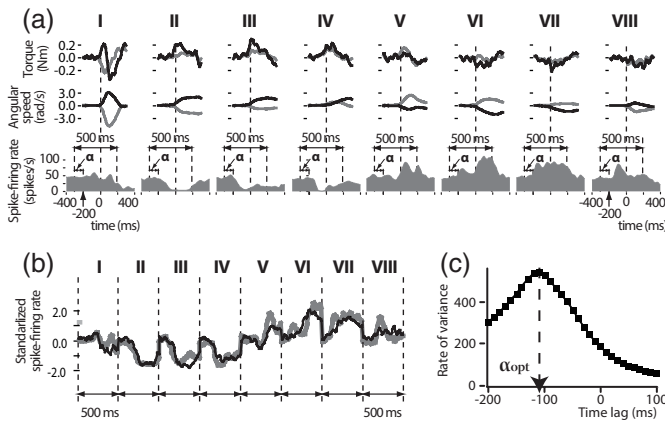 (a) I II III IV V VI VII VIII
Torque (Nm)
0.2
0.0
-0.2
Angular speed (rad/s)
3.0
0.0
-3.0
500 ms 500 ms 500 ms 500 ms 500 ms 500 ms 500 ms 500 ms
α α α α α α α α
Spike-firing rate (spikes/s)
100
50
0
-400 0 400 -400 0 400
-200 -200
time (ms) time (ms)
(b) I II III IV V VI VII VIII
Standarlized spike-firing rate
2.0
0.0
-2.0
500 ms 500 ms
(c)
Rate of variance
400
200
0
αopt
-200 -100 0 100
Time lag (ms)